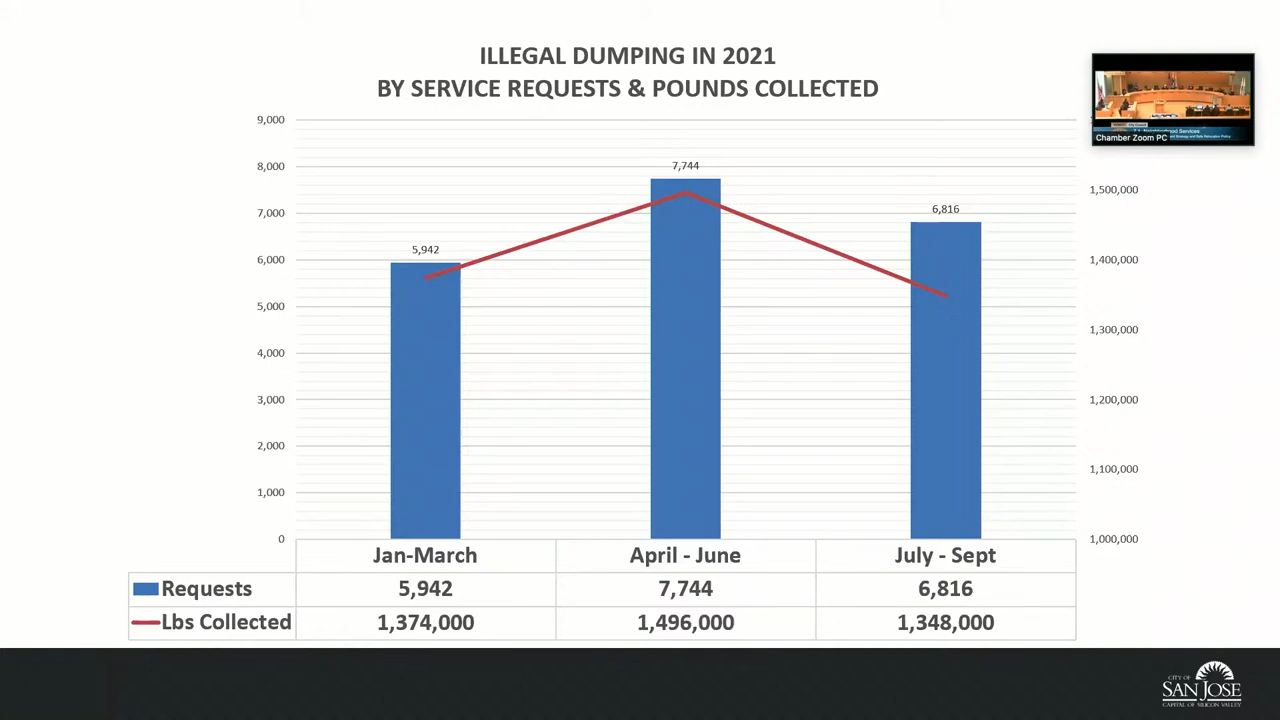 ILLEGAL DUMPING IN 2021
BY SERVICE REQUESTS & POUNDS COLLECTED
9,000
8,000
7,000
6,000
5,000
4,000
3,000
2,000
1,000
0
5,942
7,744
6,816
1,500,000
1,400,000
1,300,000
1,200,000
1,100,000
1,000,000
Jan-March April - June July - Sept
Requests 5,942 7,744 6,816
Lbs Collected 1,374,000 1,496,000 1,348,000
Neighborhood Services
Chamber Zoom PC
CITY OF
SAN JOSE
CAPITAL OF SILICON VALLEY